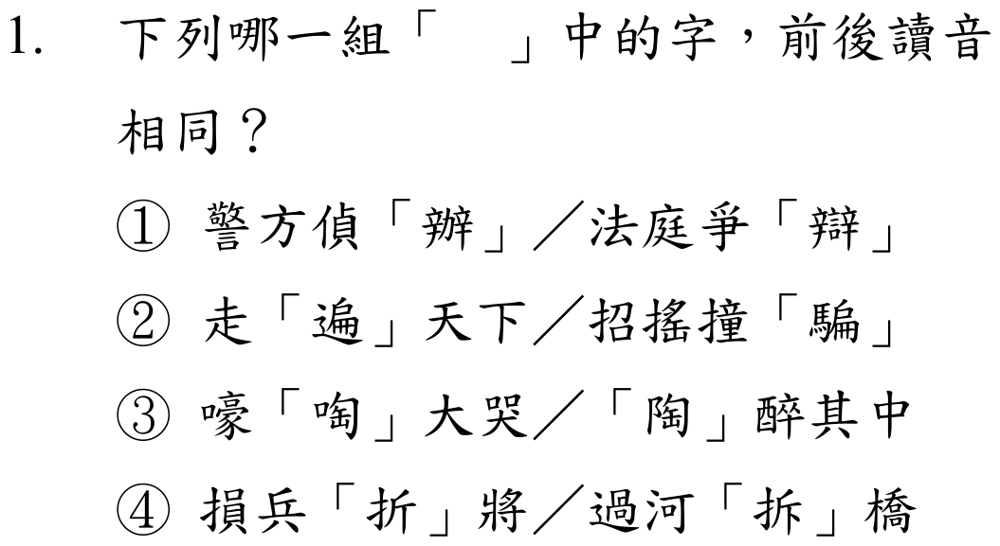 1. 下列哪一組「　」中的字，前後讀音
相同？
① 警方偵「辦」／法庭爭「辯」
② 走「遍」天下／招搖撞「騙」
③ 嚎「啕」大哭／「陶」醉其中
④ 損兵「折」將／過河「拆」橋